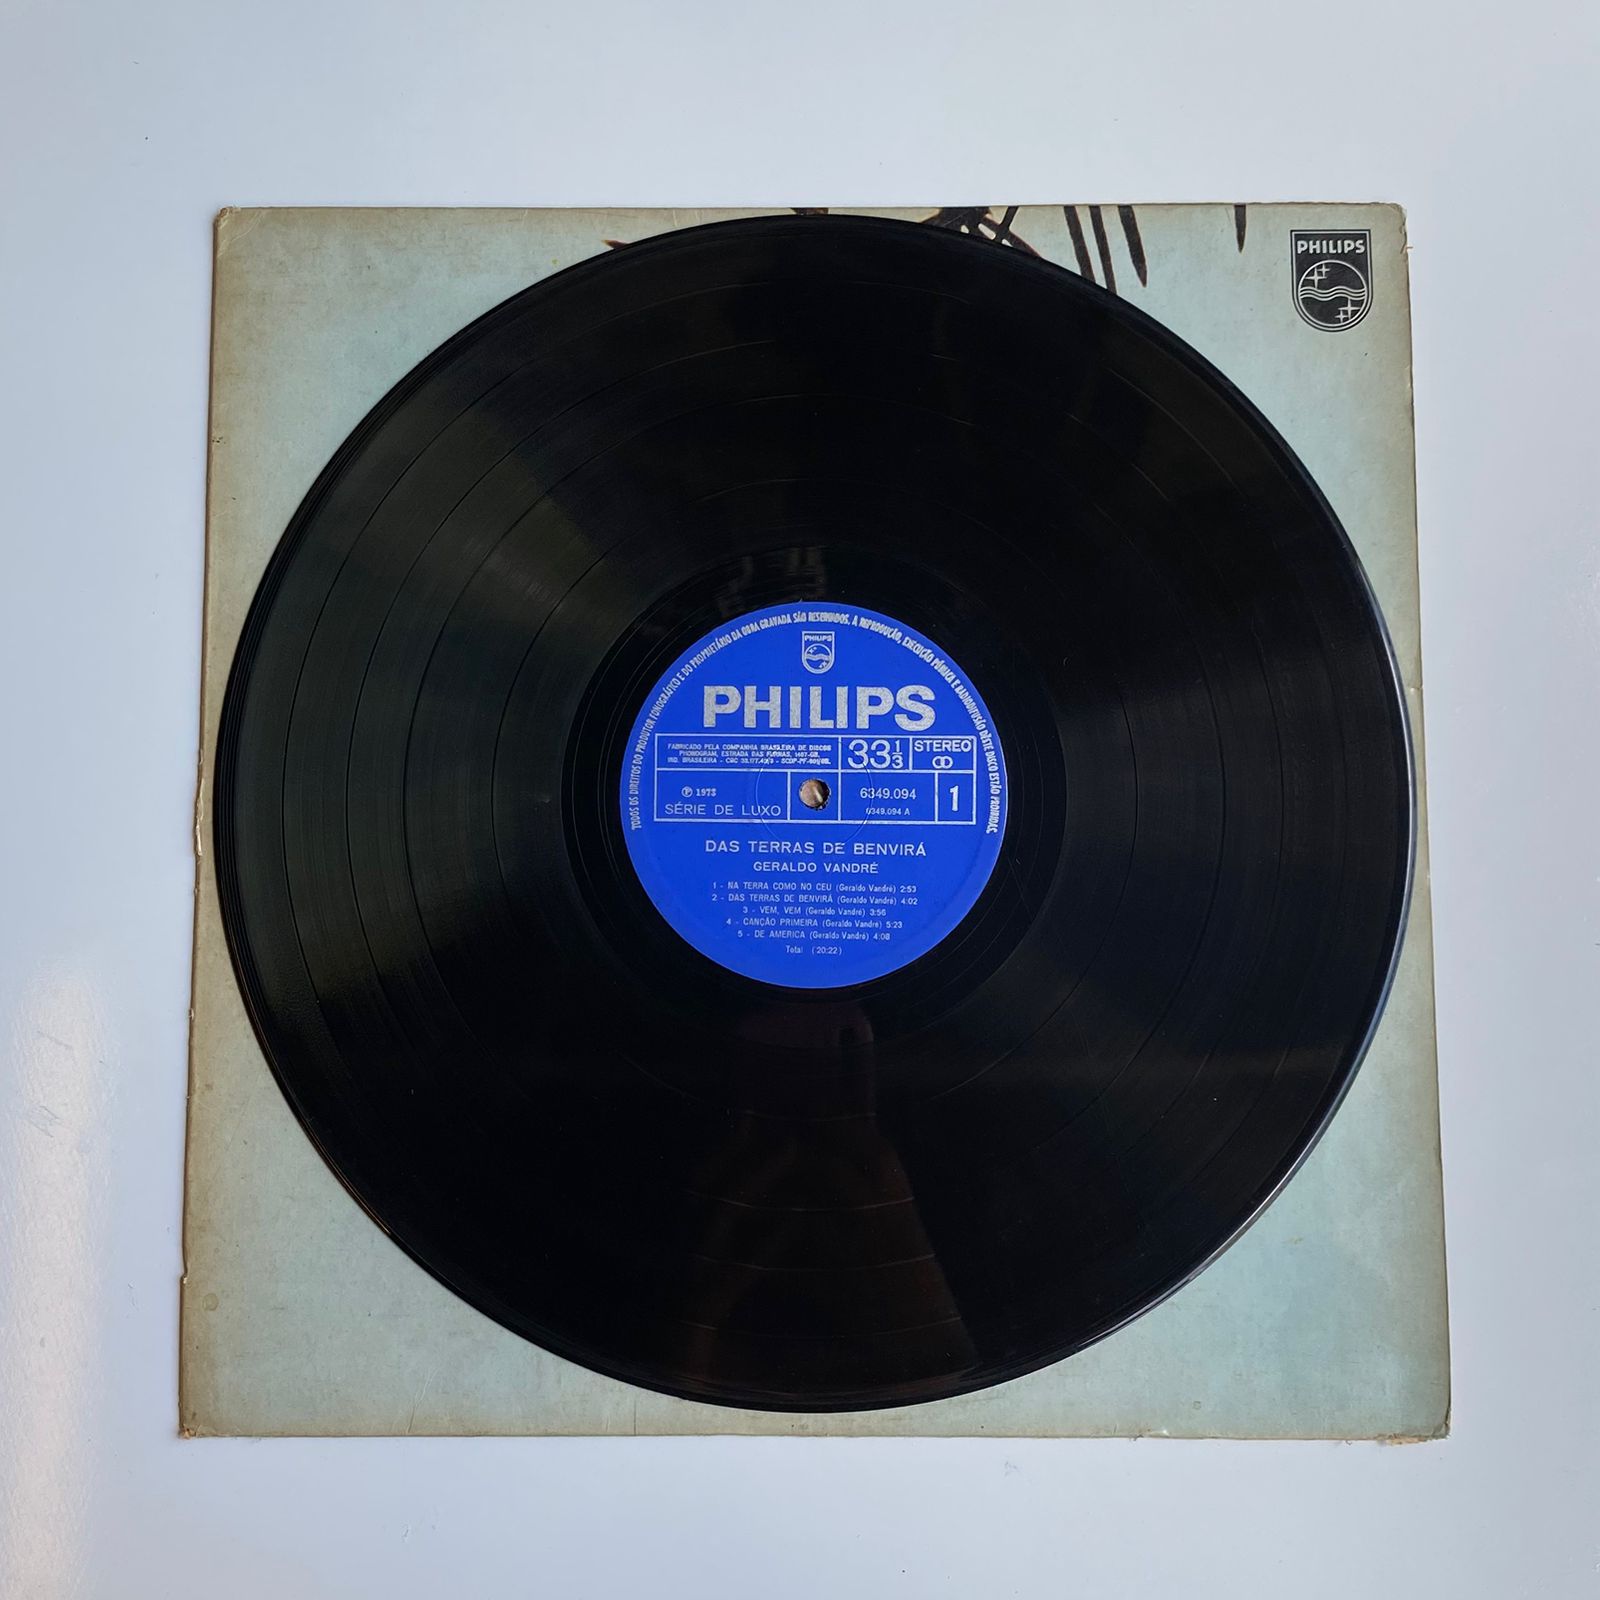 PHILIPS
TODOS OS DIREITOS DO PRODUTOR FONOGRÁFICO E DO PROPRIETÁRIO DA OBRA GRAVADA SÃO RESERVADOS. A REPRODUÇÃO, EXECUÇÃO PÚBLICA E RADIODIFUSÃO DÊSTE DISCO ESTÃO PROIBIDAS.
PHILIPS
PHILIPS
FABRICADO PELA COMPANHIA BRASILEIRA DE DISCOS
PHONOGRAM, ESTRADA DAS FURNAS, 1487-GB.
IND. BRASILEIRA - CGC
33 1/3
STEREO
Ⓟ 1973
SÉRIE DE LUXO
6349.094
6349.094 A
1
DAS TERRAS DE BENVIRÁ
GERALDO VANDRÉ
1 - NA TERRA COMO NO CEU (Geraldo Vandré) 2:53
2 - DAS TERRAS DE BENVIRÁ (Geraldo Vandré) 4:02
3 - VEM, VEM (Geraldo Vandré) 3:56
4 - CANÇÃO PRIMEIRA (Geraldo Vandré) 5:23
5 - DE AMERICA (Geraldo Vandré) 4:08
Total (20:22)